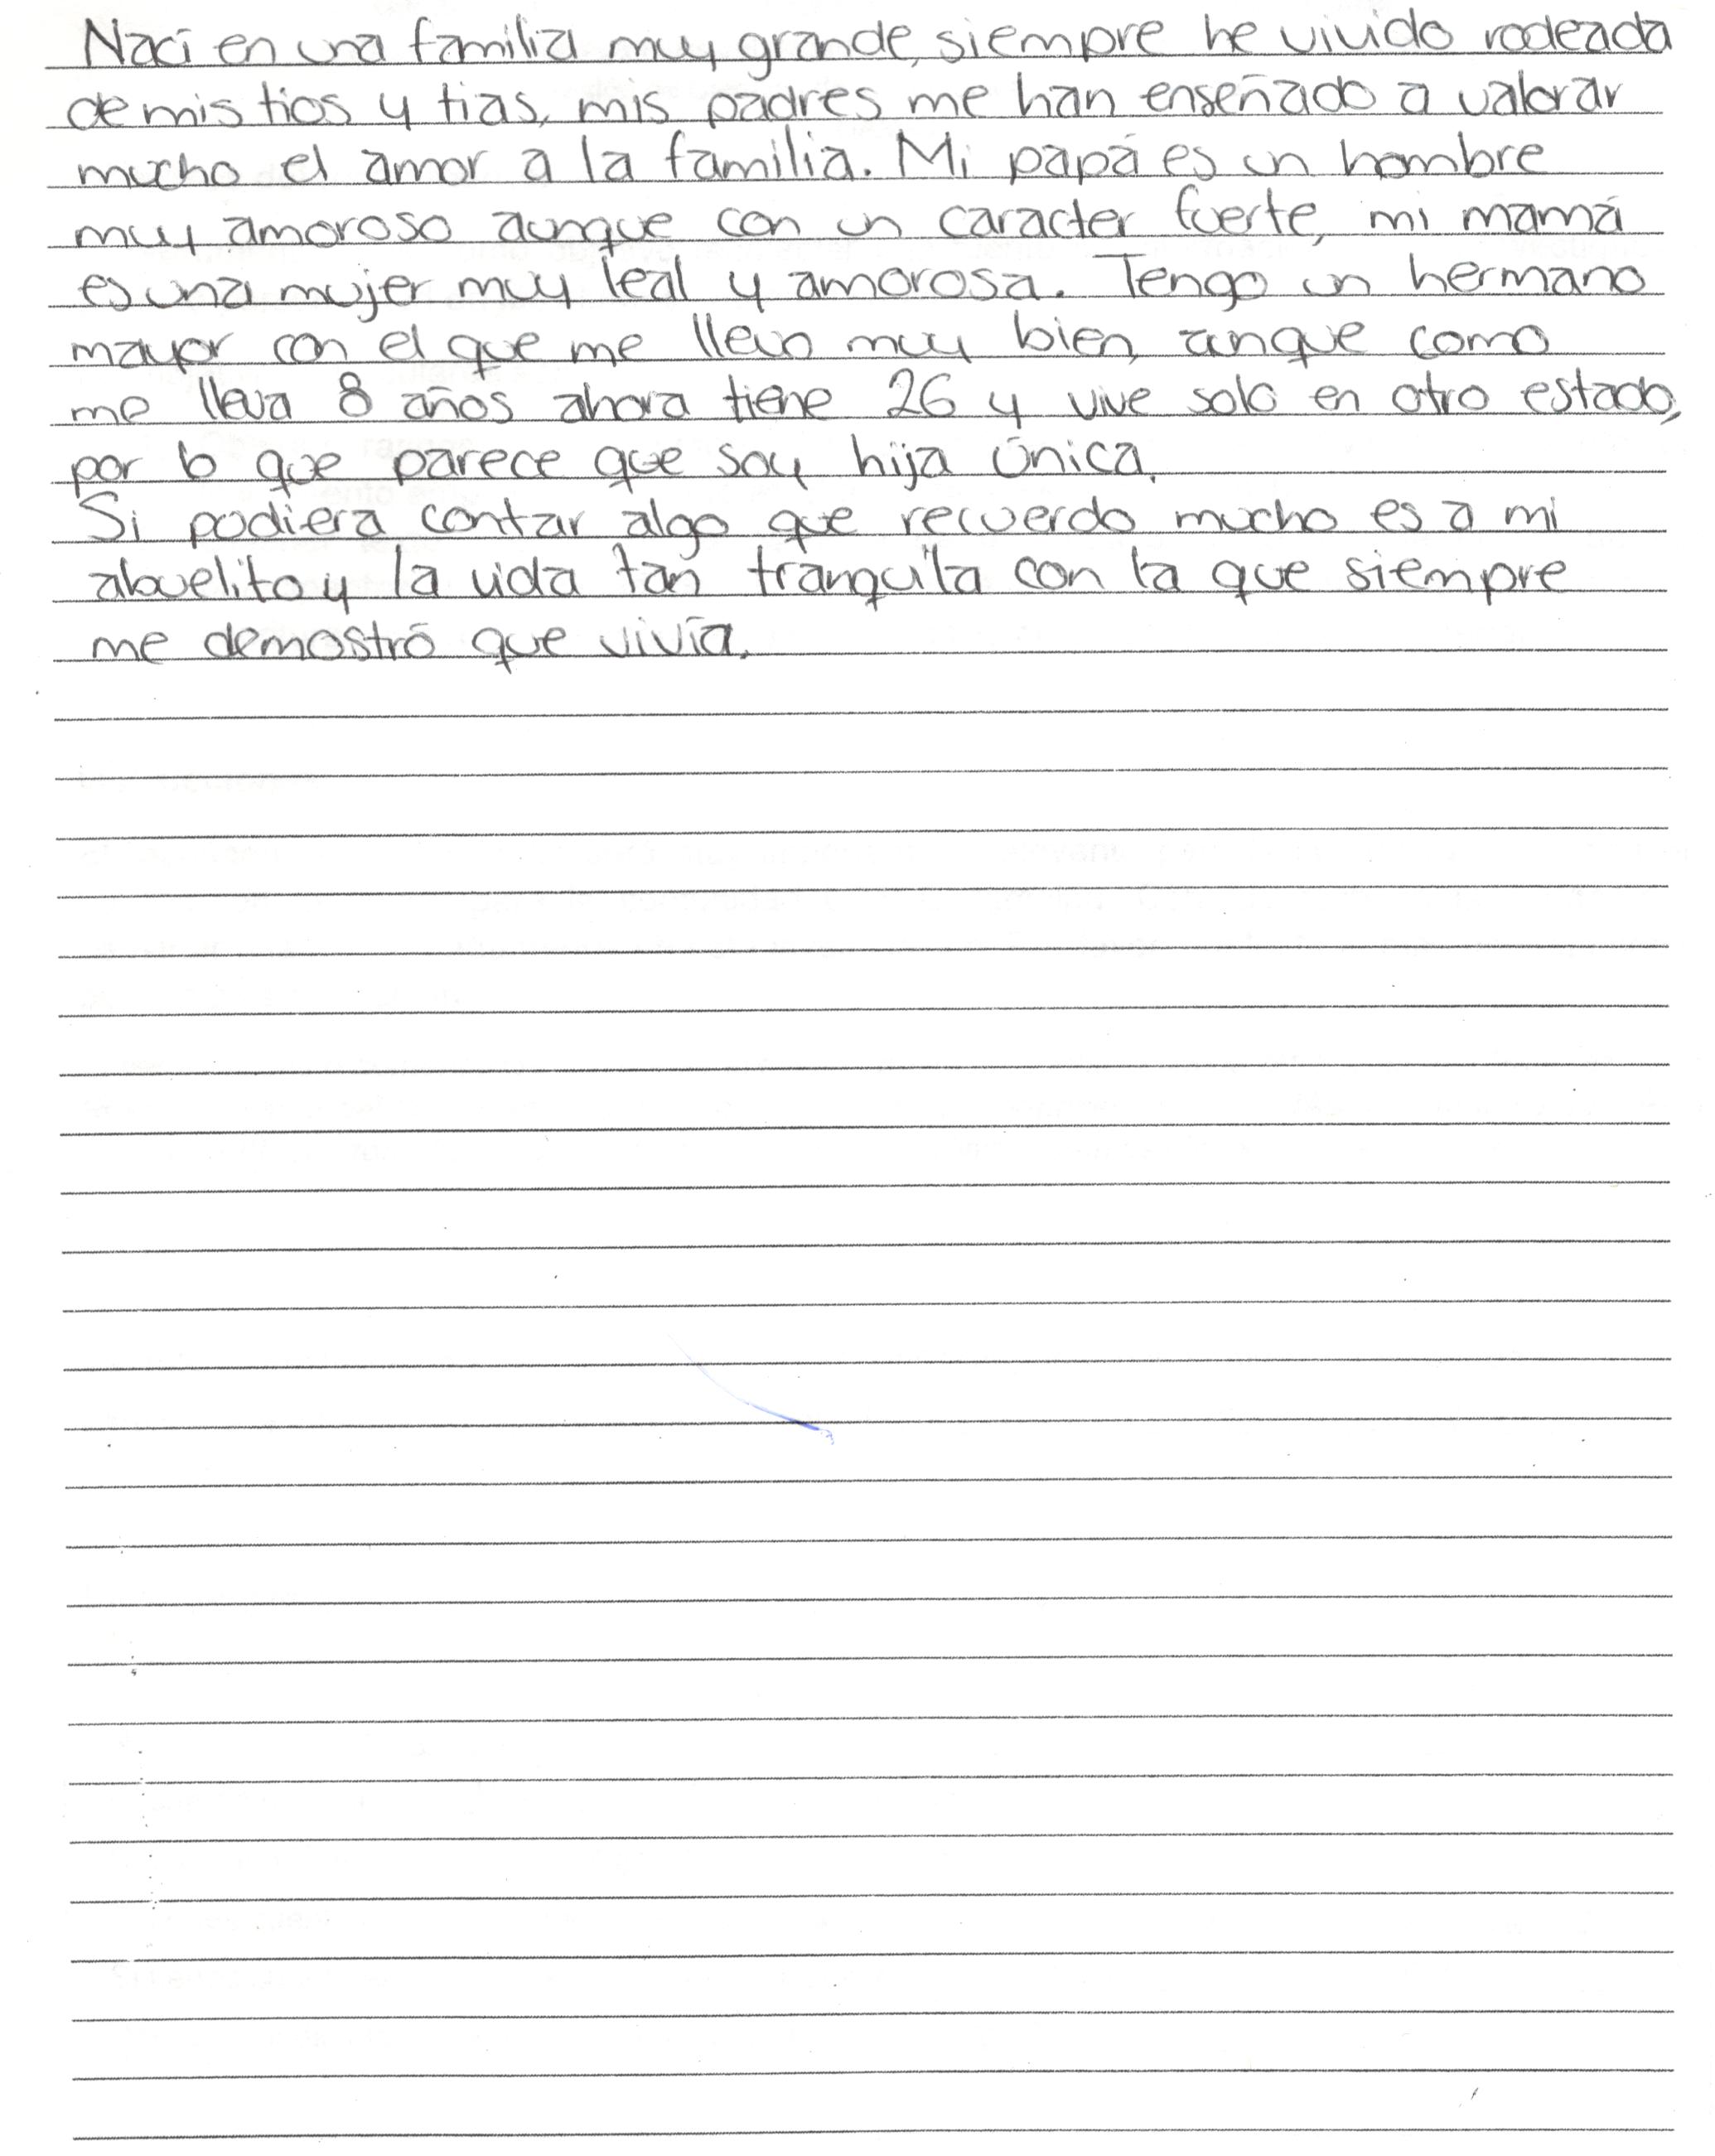 Naci en una familia muy grande, siempre he vivido rodeada
de mis tios y tias, mis padres me han enseñado a valorar
mucho el amor a la familia. Mi papá es un hombre
muy amoroso aunque con un caracter fuerte, mi mamá
es una mujer muy leal y amorosa. Tengo un hermano
mayor con el que me llevo muy bien, aunque como
me lleva 8 años ahora tiene 26 y vive solo en otro estado,
por lo que parece que soy hija única.
Si pudiera contar algo que recuerdo mucho es a mi
abuelito y la vida tan tranquila con la que siempre
me demostró que vivía.